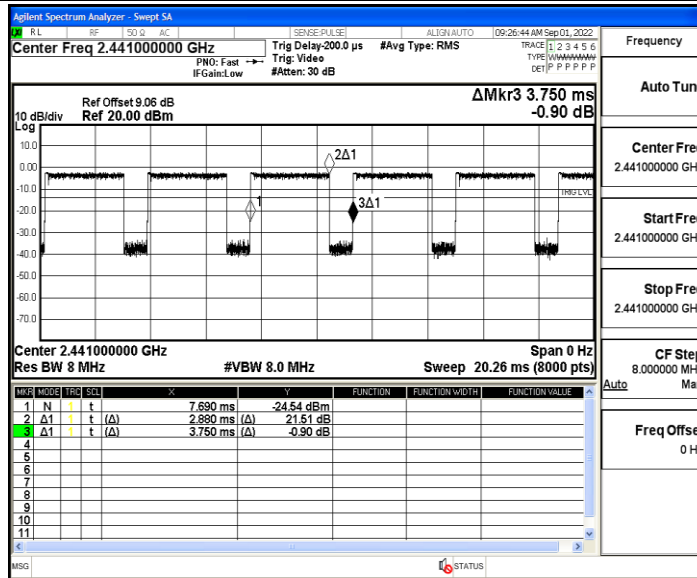 Agilent Spectrum Analyzer - Swept SA
RL RF 50 Ω AC SENSE:PULSE ALIGN AUTO 09:26:44 AM Sep 01, 2022
Center Freq 2.441000000 GHz
PNO: Fast
IFGain:Low
Trig Delay-200.0 µs
Trig: Video
#Atten: 30 dB
#Avg Type: RMS
TRACE 1 2 3 4 5 6
TYPE WWWWWW
DET P P P P P P
Ref Offset 9.06 dB
10 dB/div Ref 20.00 dBm
Log
ΔMkr3 3.750 ms
-0.90 dB
10.0
0.00
-10.0
-20.0
-30.0
-40.0
-50.0
-60.0
-70.0
2Δ1
1
3Δ1
TRIG LVL
Center 2.441000000 GHz Span 0 Hz
Res BW 8 MHz #VBW 8.0 MHz Sweep 20.26 ms (8000 pts)
MKR MODE TRC SCL X Y FUNCTION FUNCTION WIDTH FUNCTION VALUE
1 N 1 t 7.690 ms -24.54 dBm
2 Δ1 1 t (Δ) 2.880 ms (Δ) 21.51 dB
3 Δ1 1 t (Δ) 3.750 ms (Δ) -0.90 dB
4
5
6
7
8
9
10
11
MSG STATUS
Frequency
Auto Tun
Center Fre
2.441000000 GH
Start Fre
2.441000000 GH
Stop Fre
2.441000000 GH
CF Ste
8.000000 MH
Auto Ma
Freq Offse
0 H